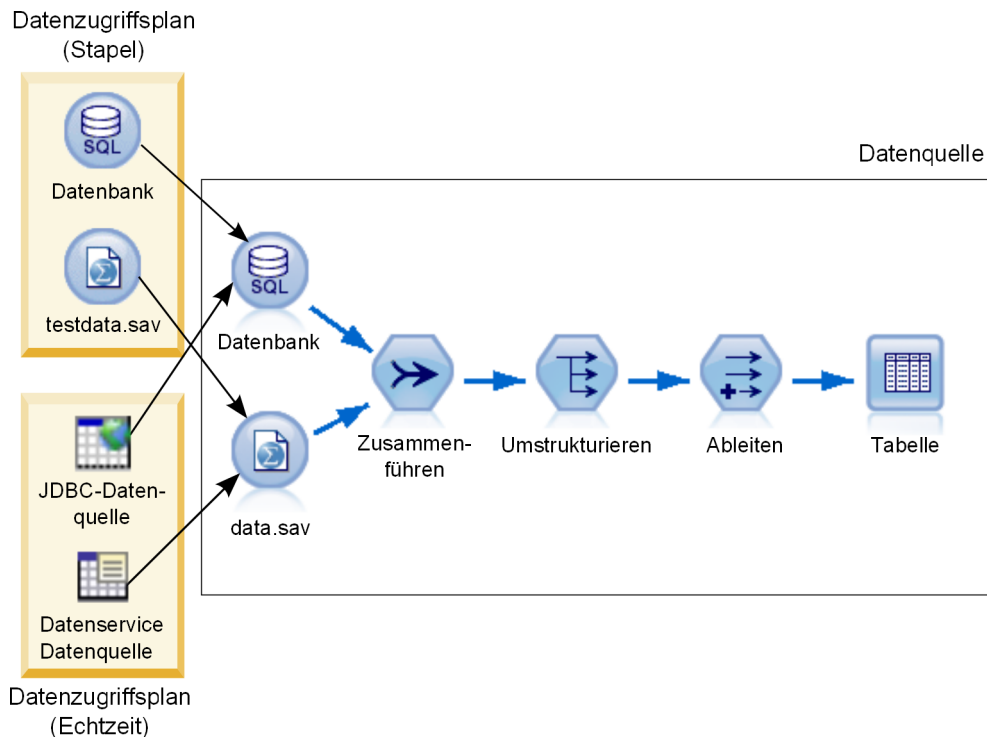 Datenzugriffsplan
(Stapel)
SQL
Datenbank
testdata.sav
JDBC-Daten-
quelle
Datenservice
Datenquelle
Datenzugriffsplan
(Echtzeit)
Datenquelle
SQL
Datenbank
data.sav
Zusammen-
führen
Umstrukturieren
Ableiten
Tabelle